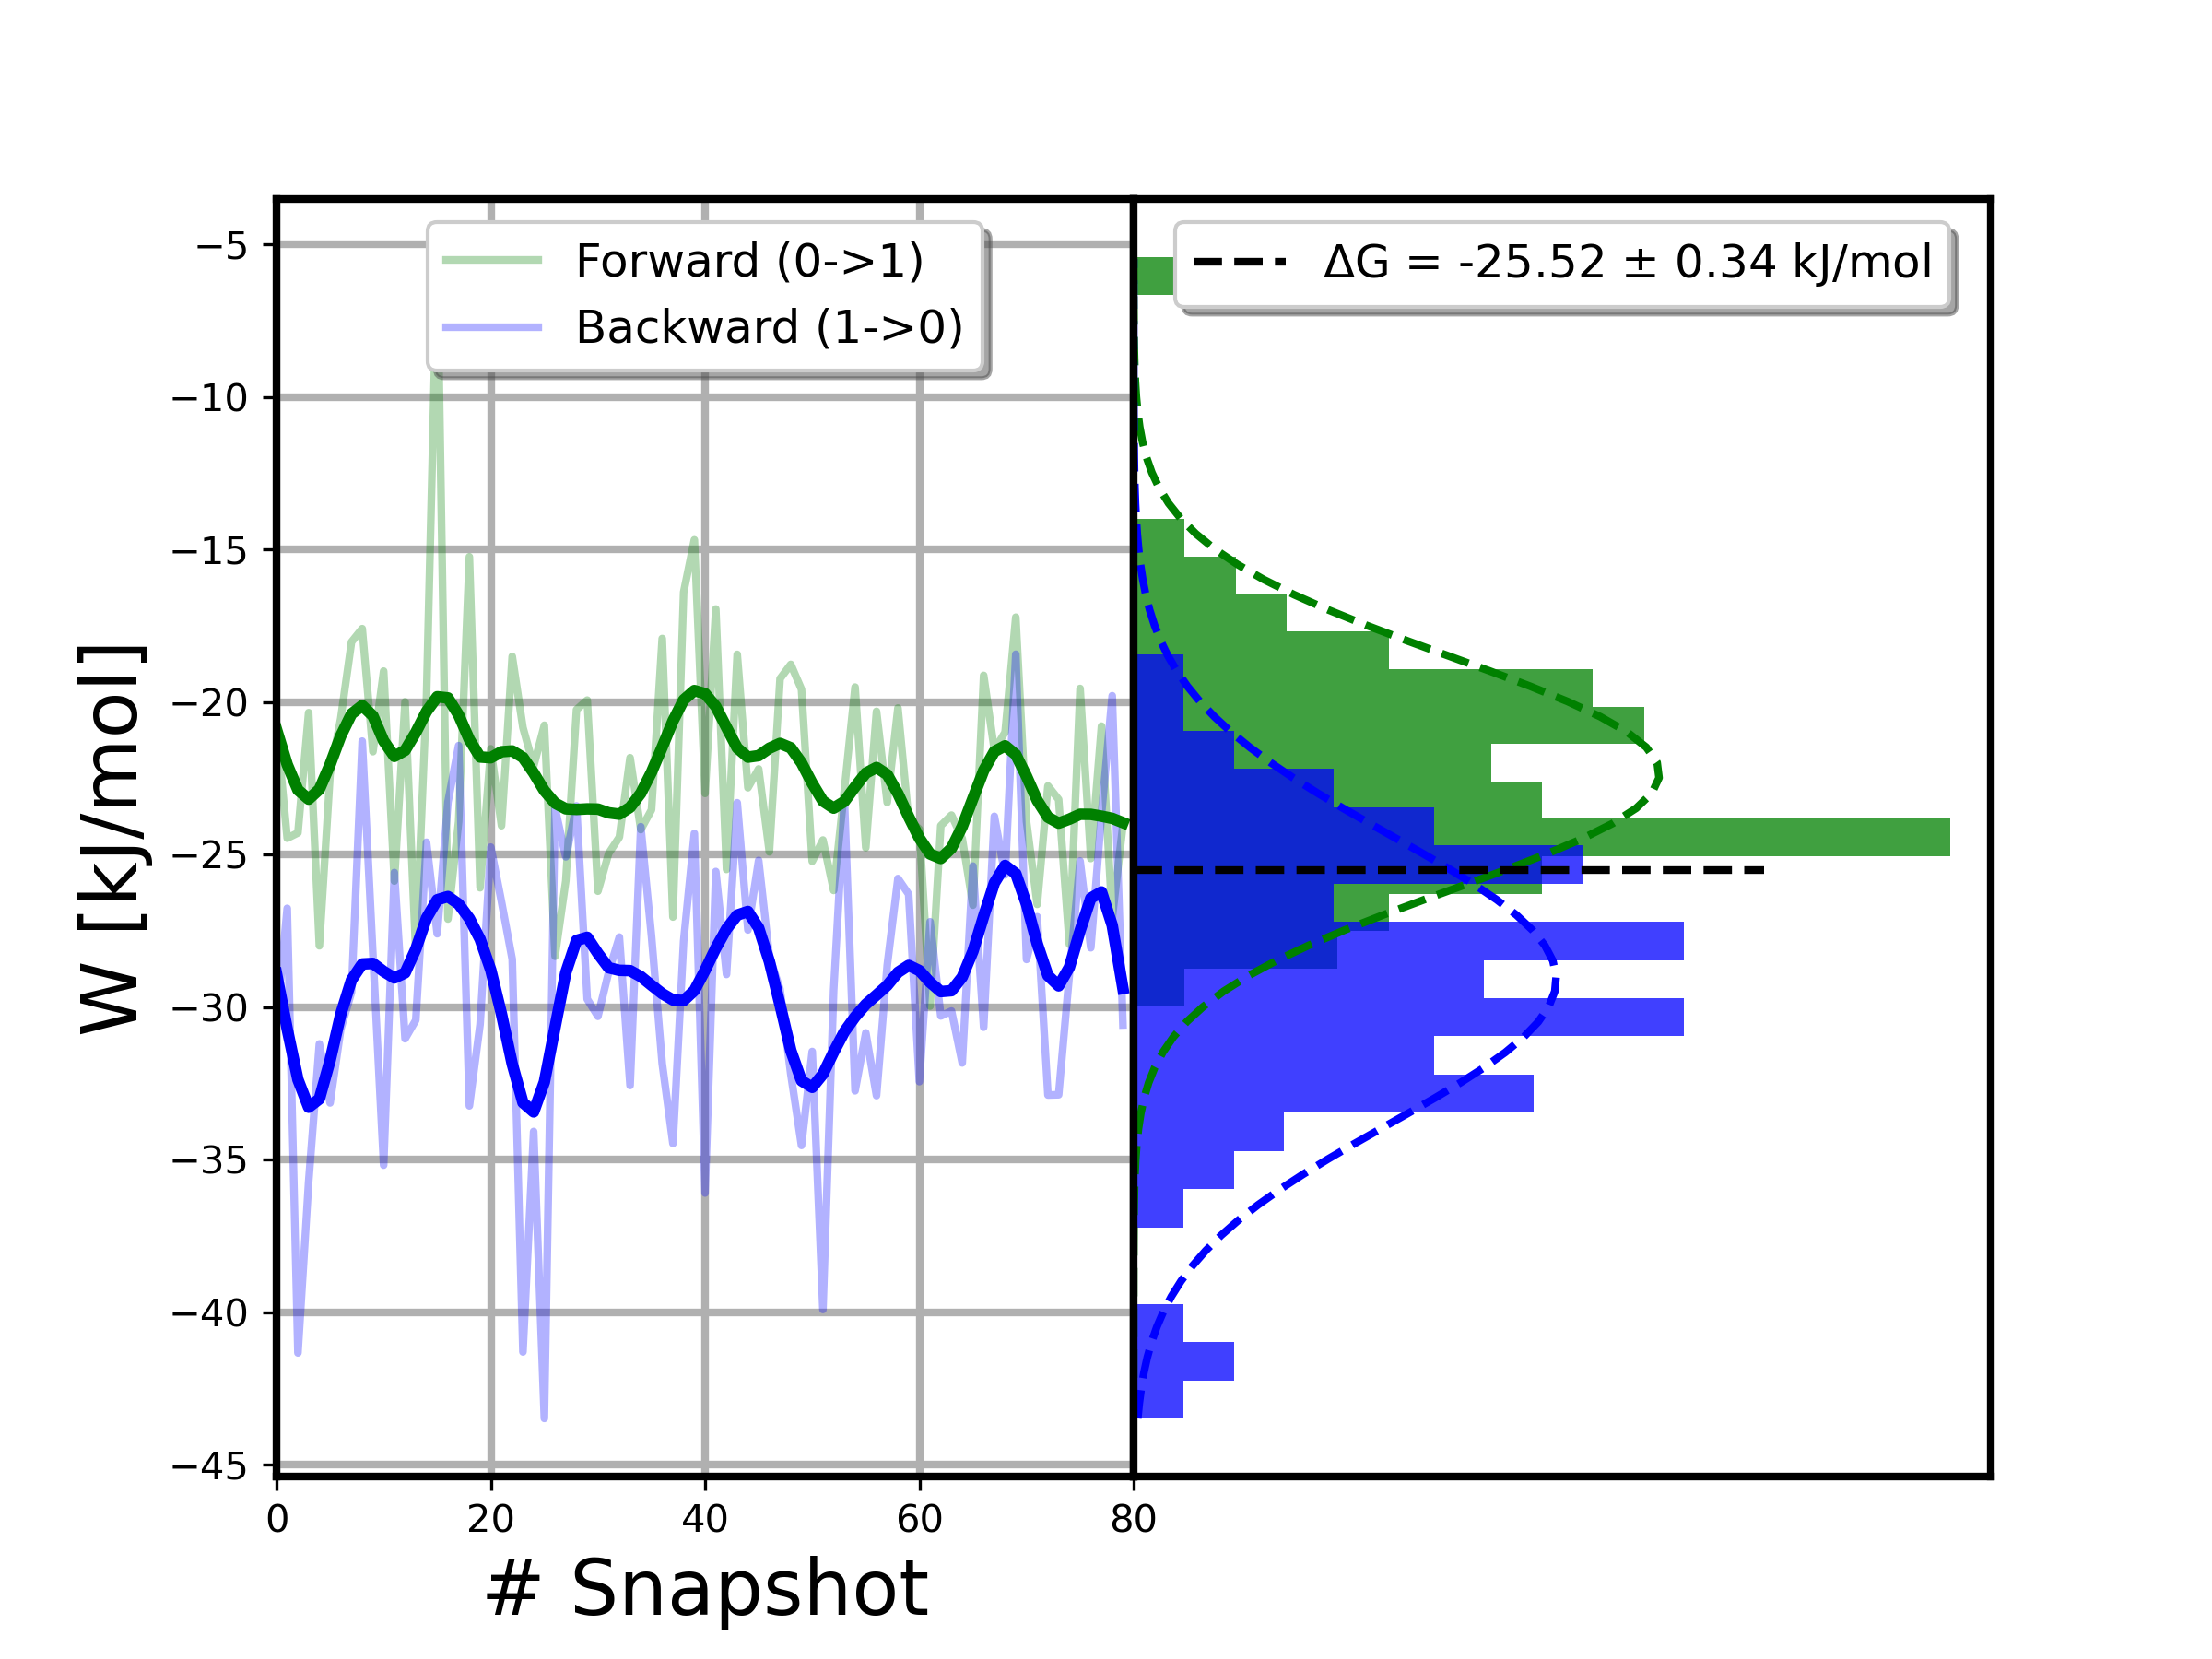 W [kJ/mol]
−5
−10
−15
−20
−25
−30
−35
−40
−45
Forward (0->1)
Backward (1->0)
ΔG = -25.52 ± 0.34 kJ/mol
0 20 40 60 80
# Snapshot